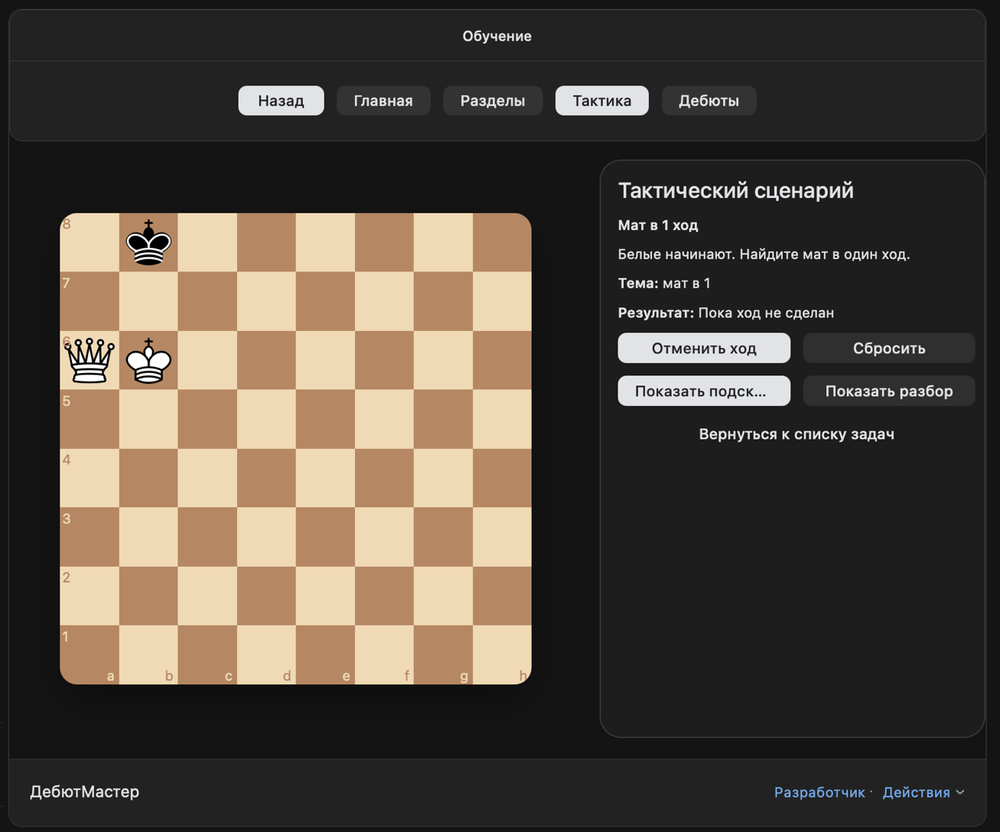 Обучение
Назад Главная Разделы Тактика Дебюты
Тактический сценарий
Мат в 1 ход
Белые начинают. Найдите мат в один ход.
Тема: мат в 1
Результат: Пока ход не сделан
Отменить ход Сбросить
Показать подск... Показать разбор
Вернуться к списку задач
8
7
6
5
4
3
2
1
a b c d e f g h
ДебютМастер
Разработчик · Действия